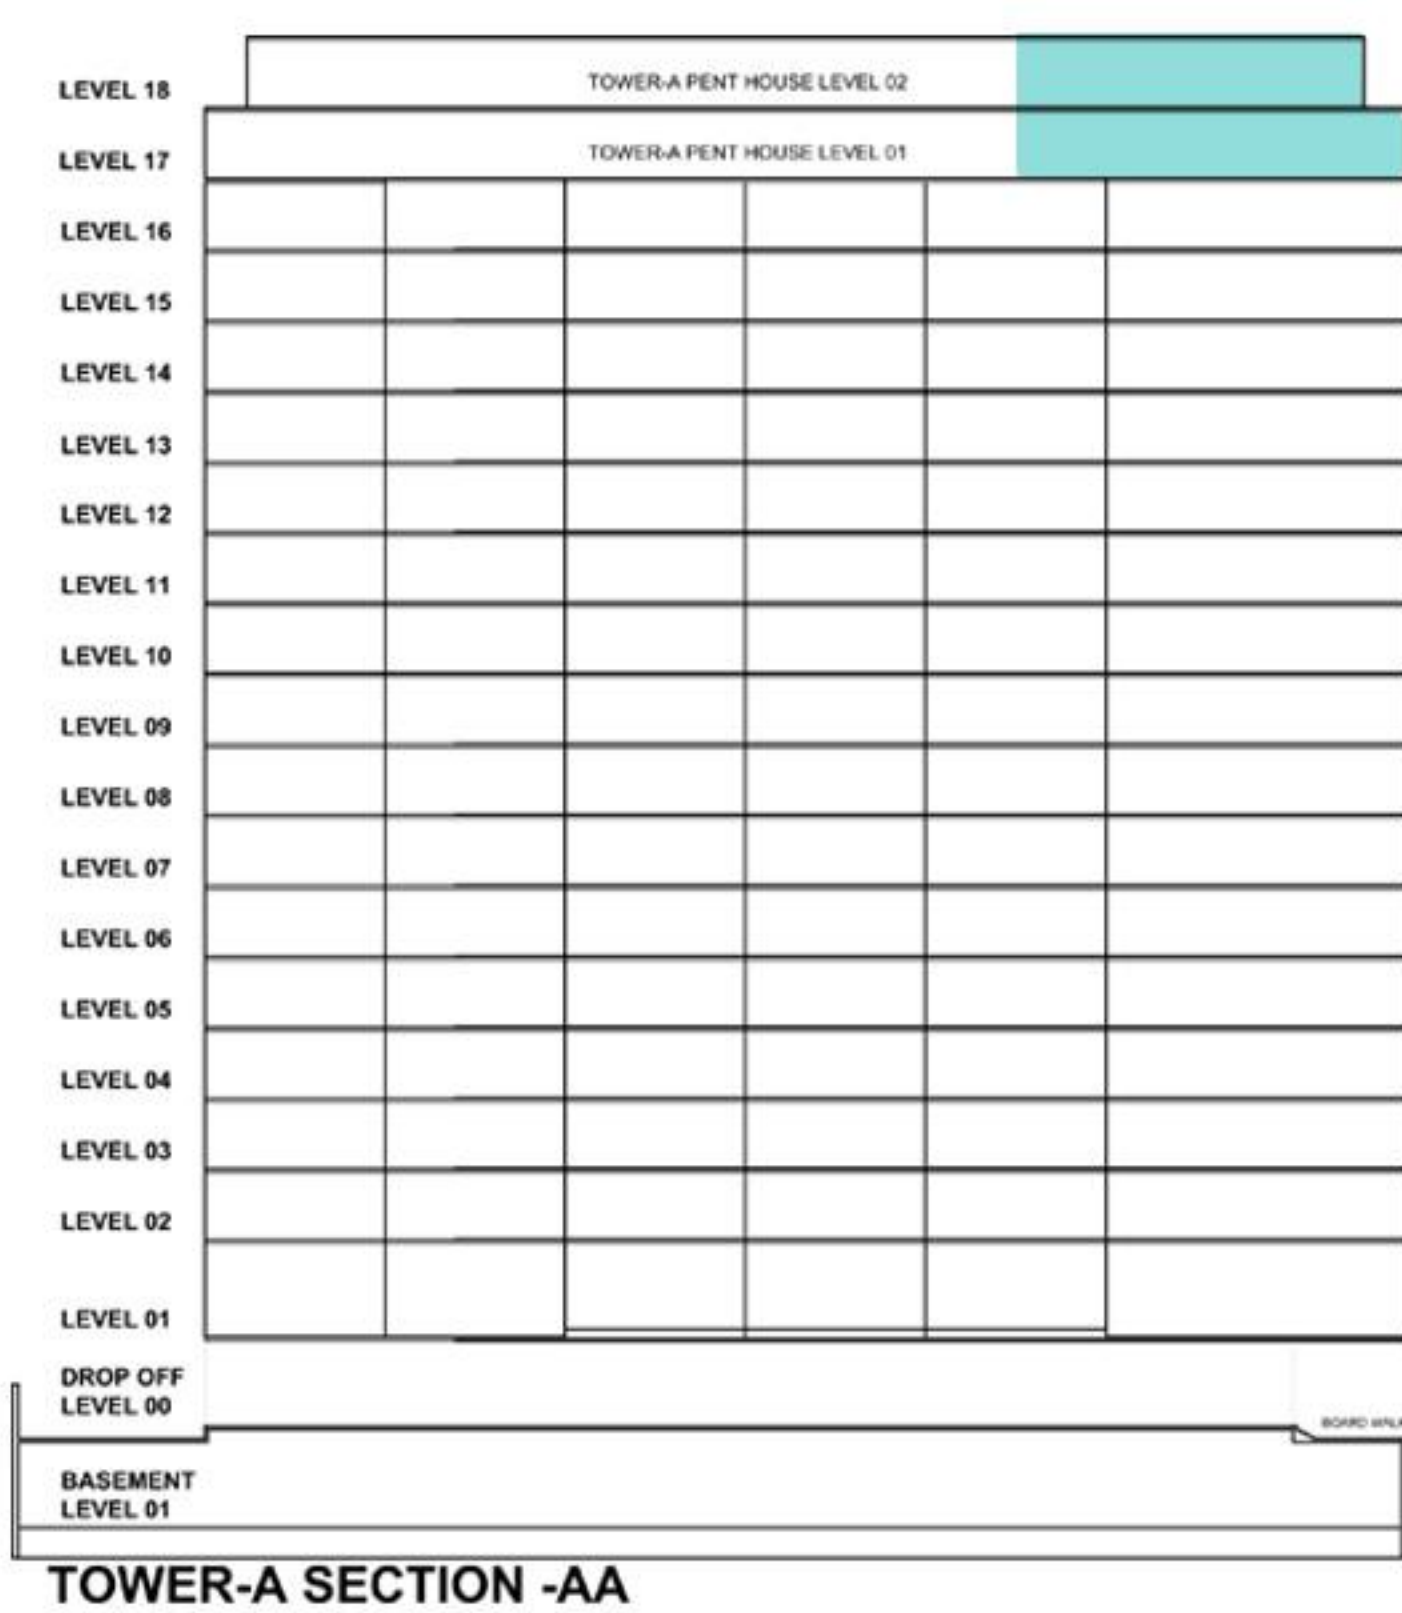 LEVEL 18
TOWER-A PENT HOUSE LEVEL 02
LEVEL 17
TOWER-A PENT HOUSE LEVEL 01
LEVEL 16
LEVEL 15
LEVEL 14
LEVEL 13
LEVEL 12
LEVEL 11
LEVEL 10
LEVEL 09
LEVEL 08
LEVEL 07
LEVEL 06
LEVEL 05
LEVEL 04
LEVEL 03
LEVEL 02
LEVEL 01
DROP OFF
LEVEL 00
BOARD
BASEMENT
LEVEL 01
TOWER-A SECTION -AA